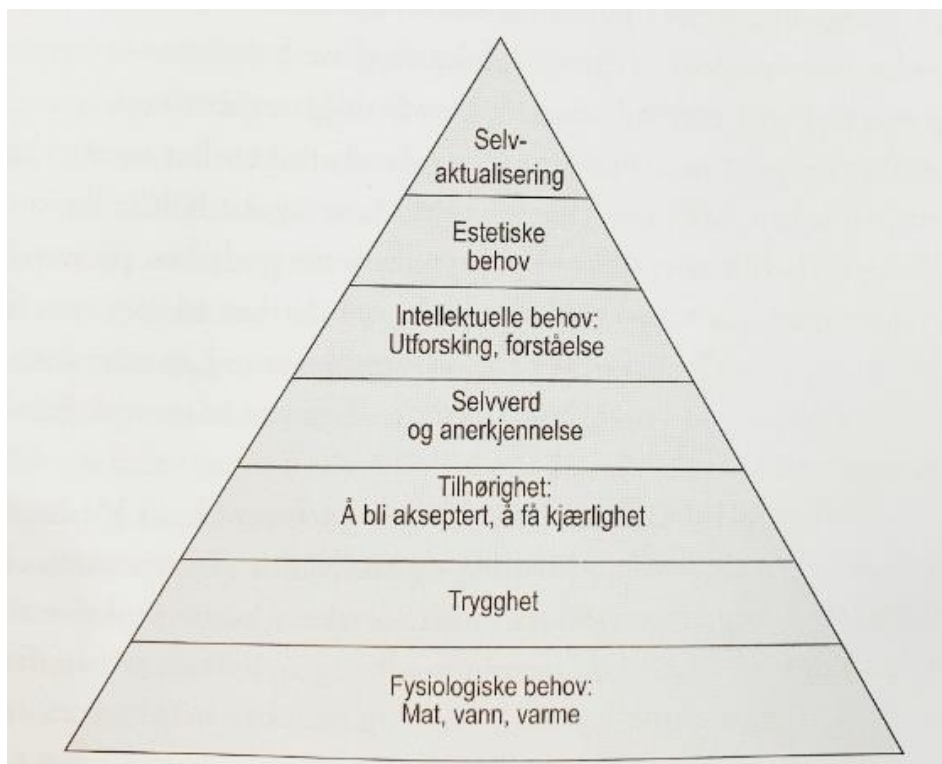 Selv-
aktualisering
Estetiske
behov
Intellektuelle behov:
Utforsking, forståelse
Selvverd
og anerkjennelse
Tilhørighet:
Å bli akseptert, å få kjærlighet
Trygghet
Fysiologiske behov:
Mat, vann, varme